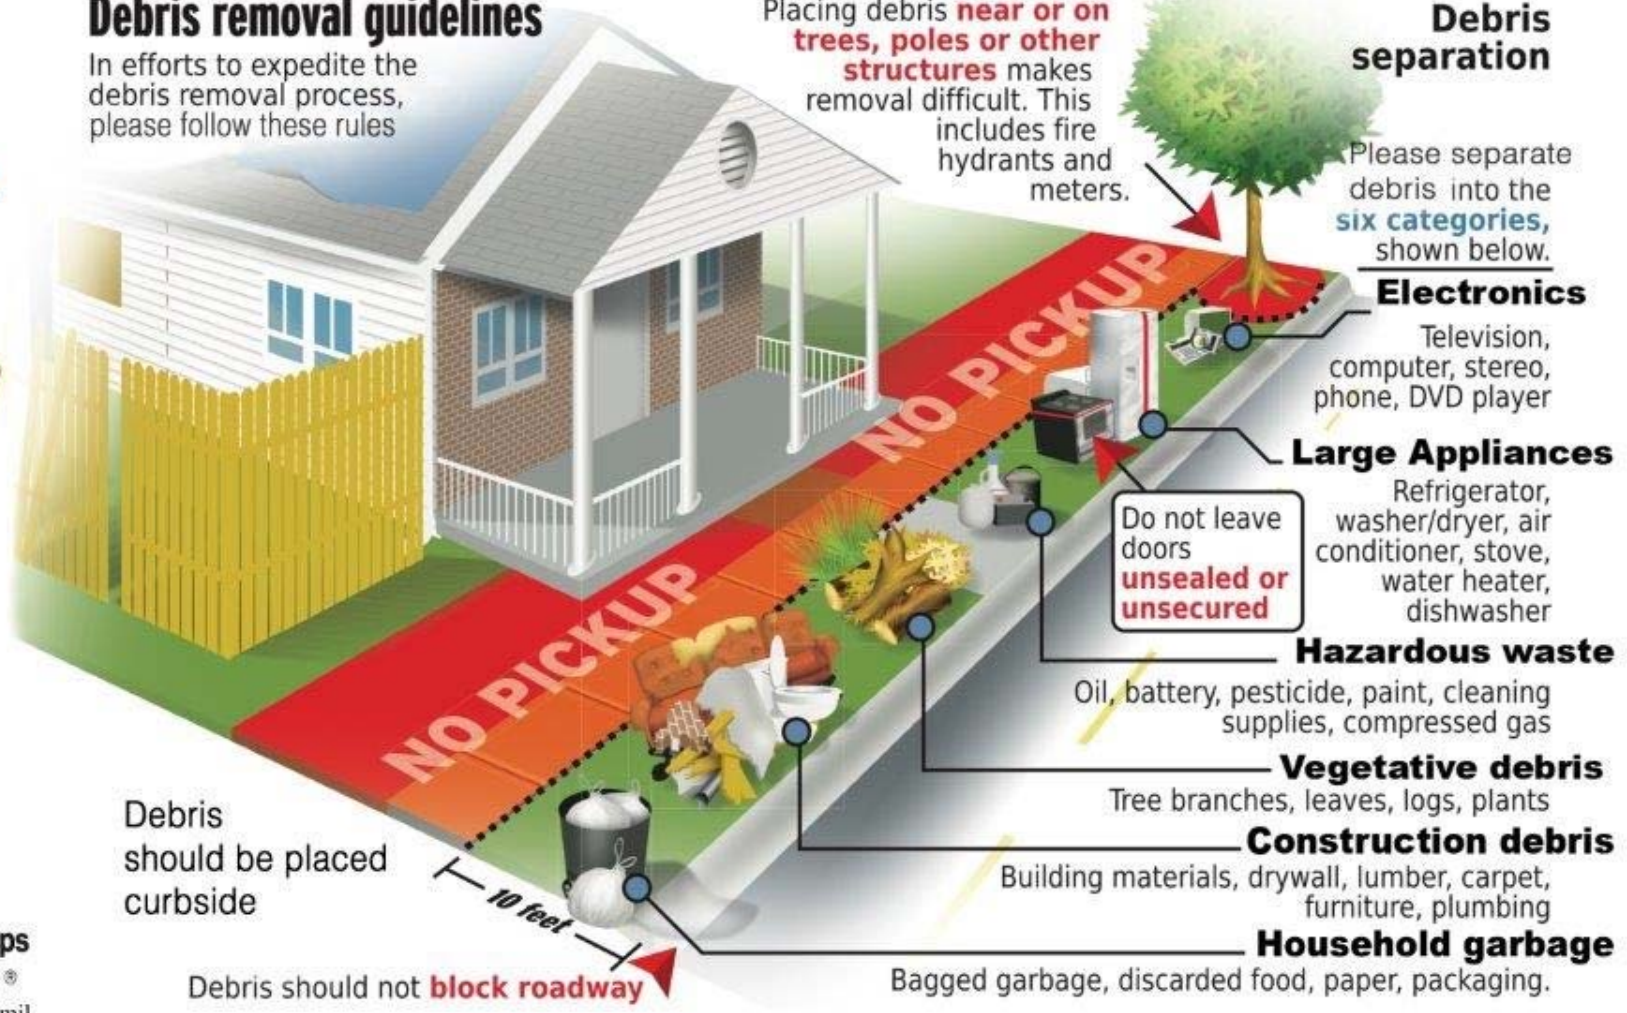 Debris removal guidelines
In efforts to expedite the
debris removal process,
please follow these rules
Placing debris near or on
trees, poles or other
structures makes
removal difficult. This
includes fire
hydrants and
meters.
Debris
separation
Please separate
debris into the
six categories,
shown below.
Electronics
Television,
computer, stereo,
phone, DVD player
Large Appliances
Refrigerator,
washer/dryer, air
conditioner, stove,
water heater,
dishwasher
Do not leave
doors
unsealed or
unsecured
Hazardous waste
Oil, battery, pesticide, paint, cleaning
supplies, compressed gas
Vegetative debris
Tree branches, leaves, logs, plants
Construction debris
Building materials, drywall, lumber, carpet,
furniture, plumbing
Household garbage
Bagged garbage, discarded food, paper, packaging.
NO PICKUP
NO PICKUP
Debris
should be placed
curbside
10 feet
Debris should not block roadway
ps
®